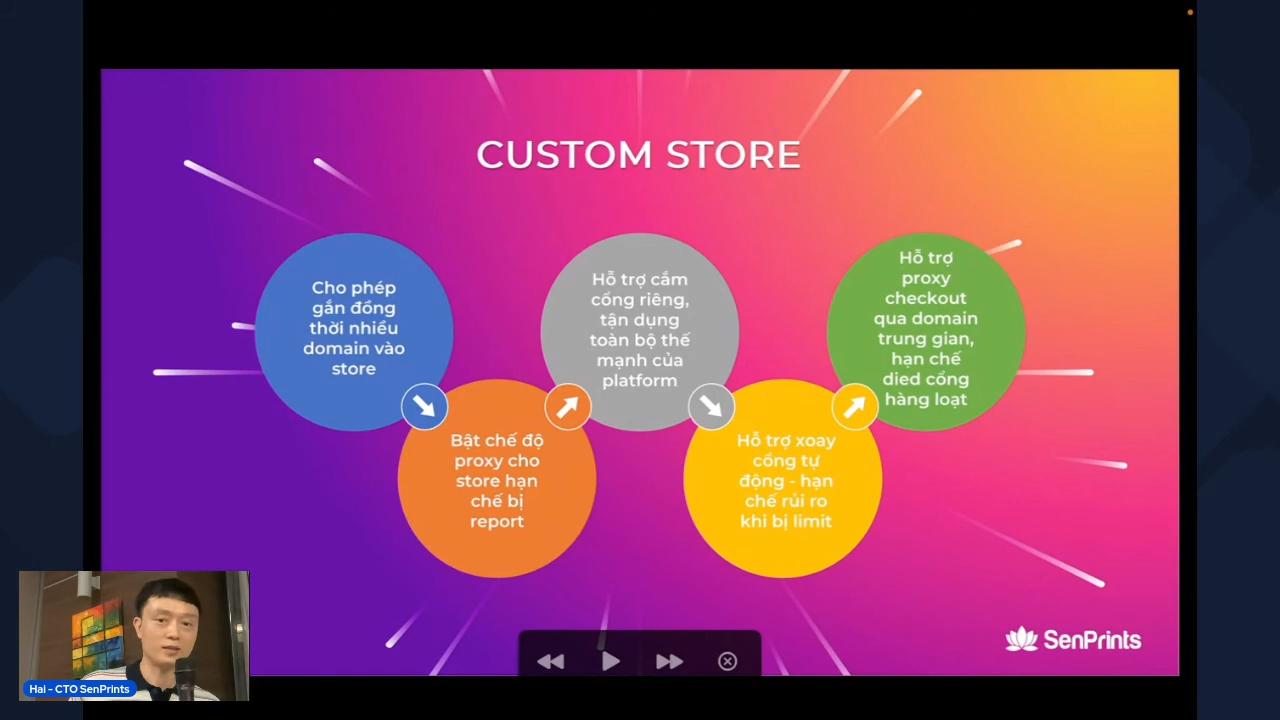 CUSTOM STORE
Cho phép
gắn đồng
thời nhiều
domain vào
store
Bật chế độ
proxy cho
store hạn
chế bị
report
Hỗ trợ cắm
cổng riêng,
tận dụng
toàn bộ thế
mạnh của
platform
Hỗ trợ xoay
cổng tự
động - hạn
chế rủi ro
khi bị limit
Hỗ trợ
proxy
checkout
qua domain
trung gian,
hạn chế
died cổng
hàng loạt
SenPrints
Hai - CTO SenPrints